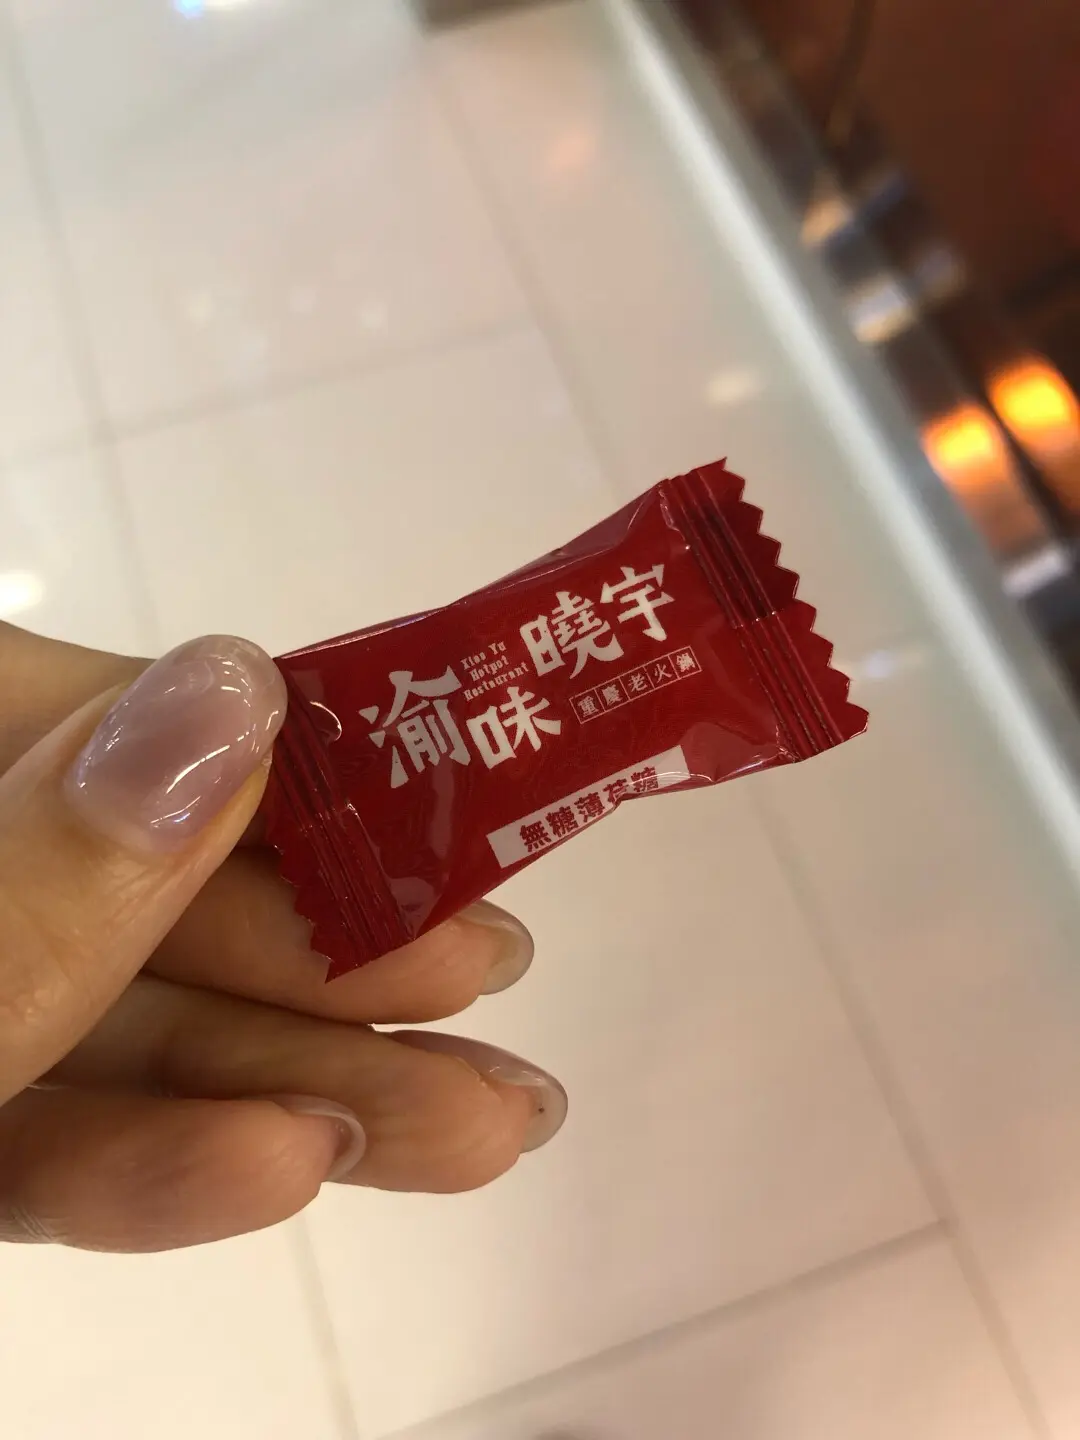 渝味
Xiao Yu
Hotpot
Restaurant
曉宇
重慶老火鍋
無糖薄荷糖